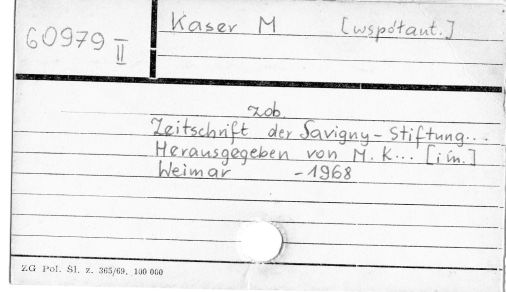 60979 II
Kaser M [współaut.]
zob.
Zeitschrift der Savigny-Stiftung...
Herausgegeben von M. K... [i in.]
Weimar -1968
ZG Pol. Śl. z. 365/69. 100 000